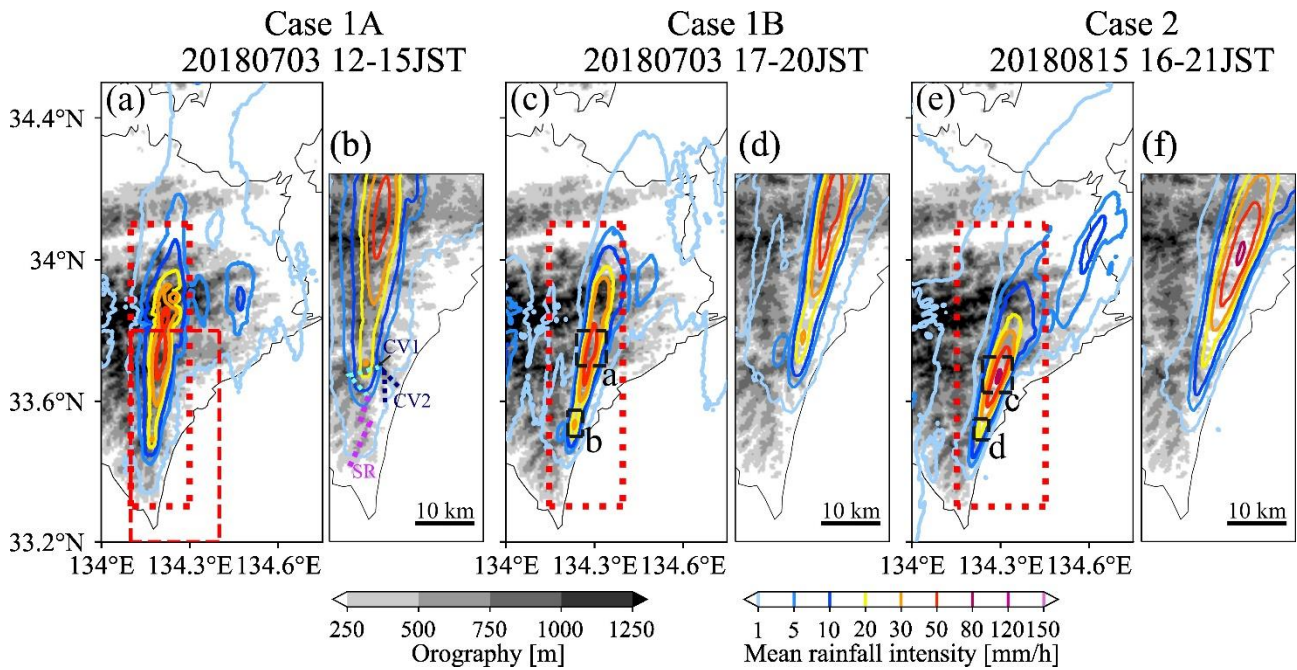 Case 1A
20180703 12-15JST
Case 1B
20180703 17-20JST
Case 2
20180815 16-21JST
(a)
(b)
(c)
(d)
(e)
(f)
34.4°N
34°N
33.6°N
33.2°N
CV1
CV2
SR
a
b
c
d
10 km
10 km
10 km
134°E 134.3°E 134.6°E
134°E 134.3°E 134.6°E
134°E 134.3°E 134.6°E
250 500 750 1000 1250
Orography [m]
1 5 10 20 30 50 80 120 150
Mean rainfall intensity [mm/h]